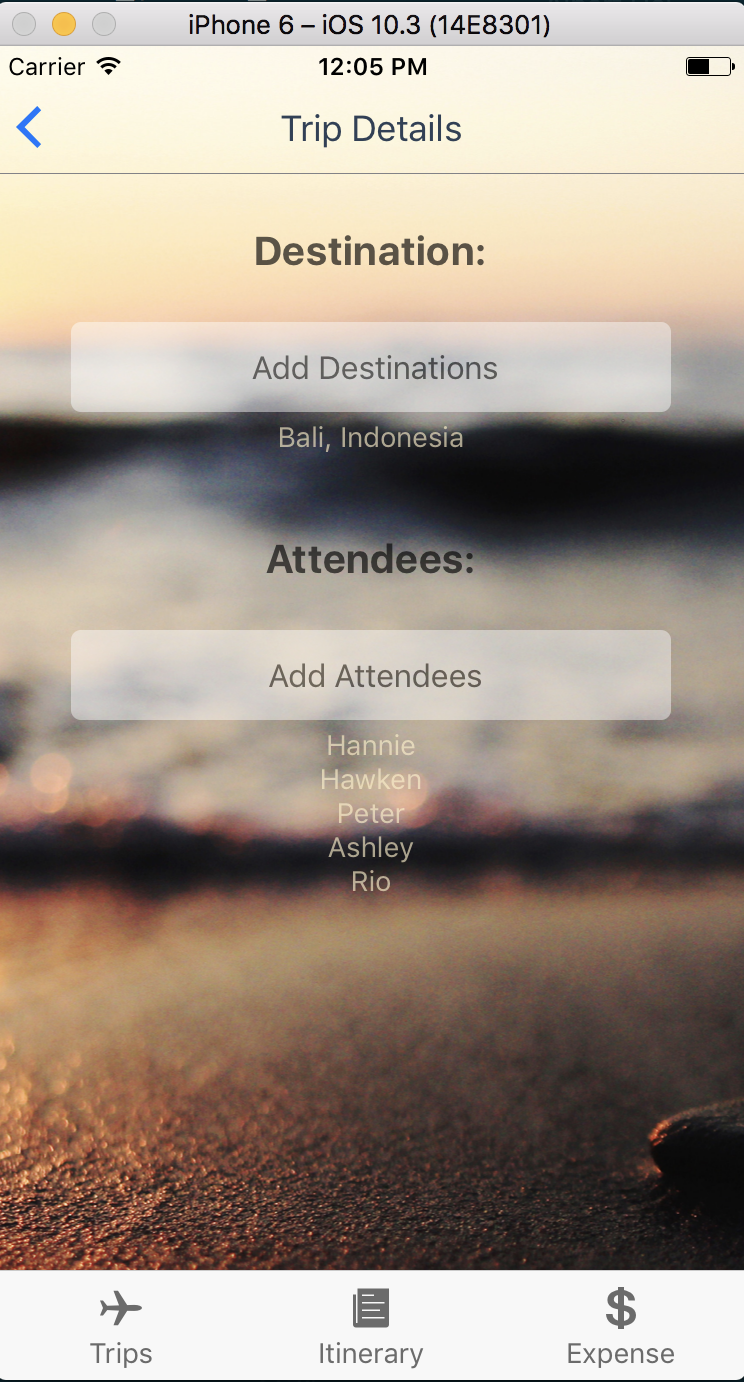 iPhone 6 – iOS 10.3 (14E8301)
Carrier 12:05 PM
Trip Details
Destination:
Add Destinations
Bali, Indonesia
Attendees:
Add Attendees
Hannie
Hawken
Peter
Ashley
Rio
Trips Itinerary $ Expense